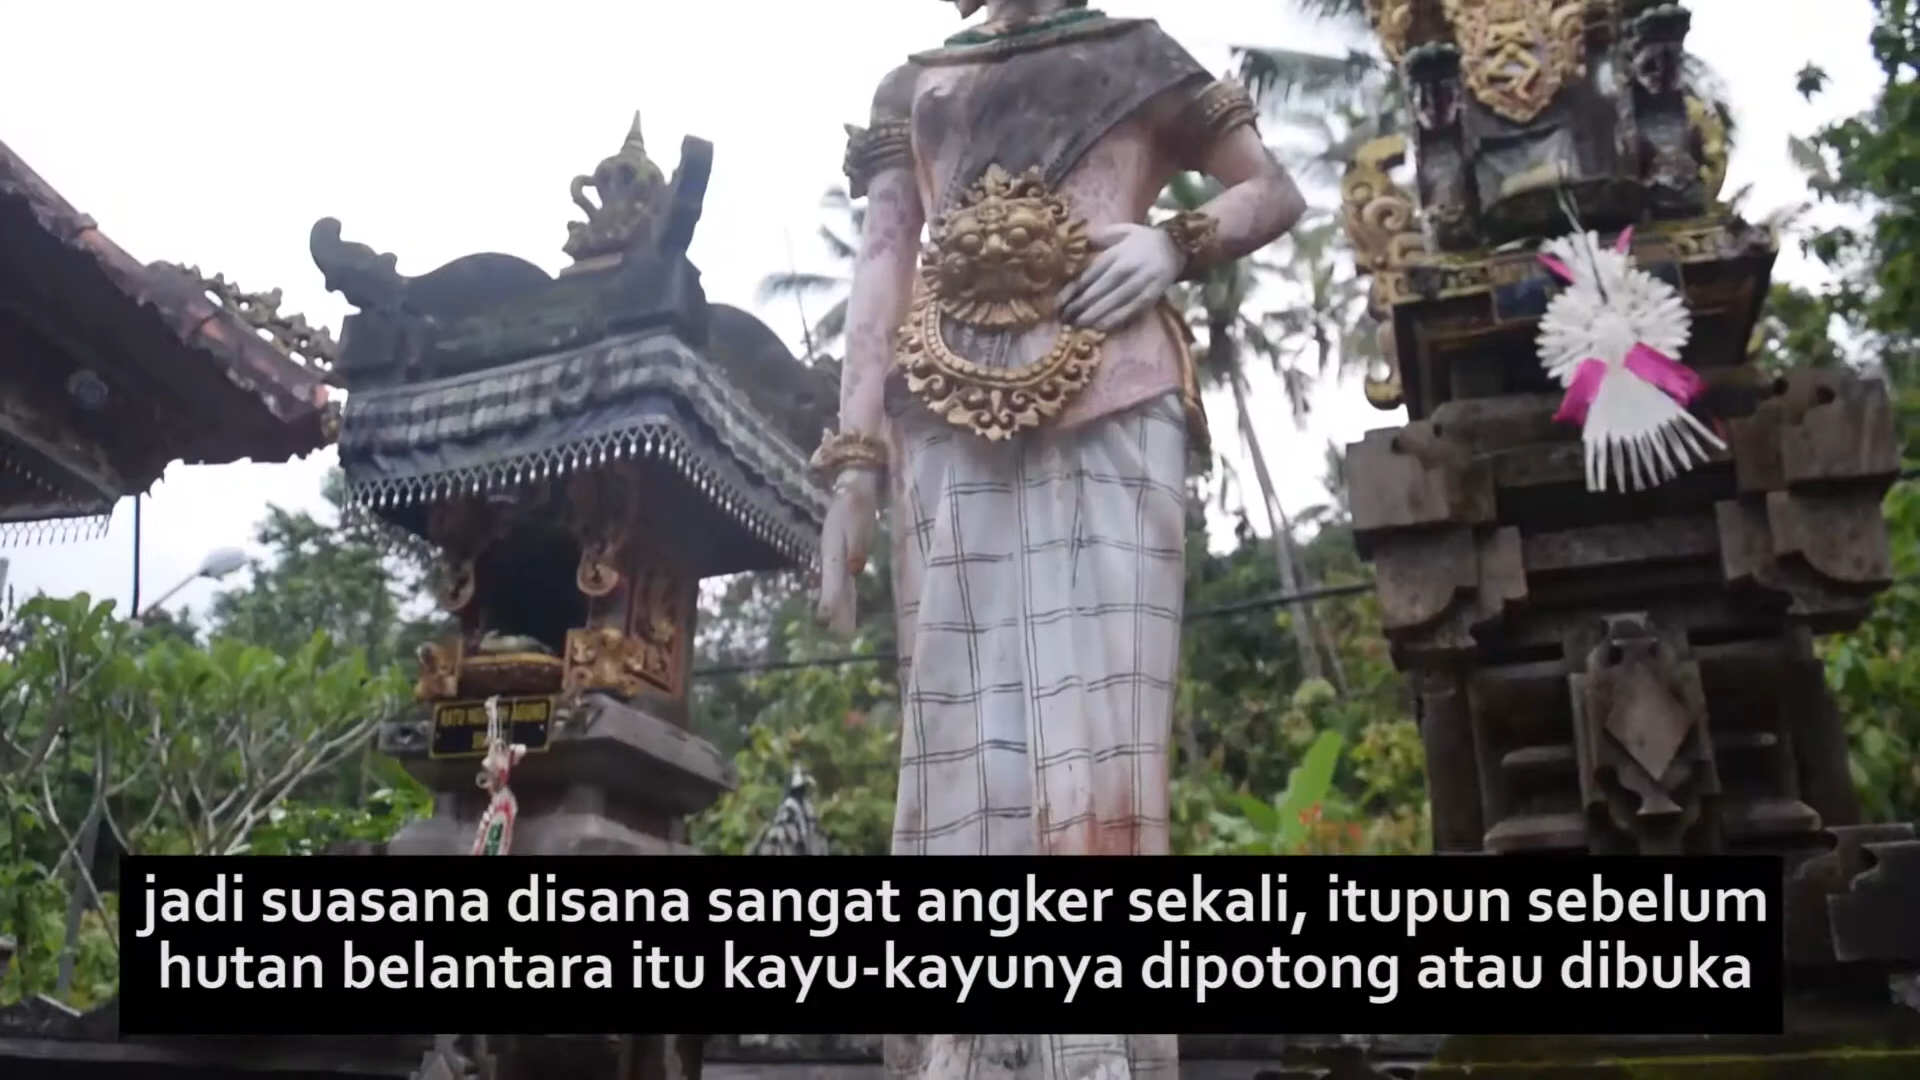 jadi suasana disana sangat angker sekali, itupun sebelum
hutan belantara itu kayu-kayunya dipotong atau dibuka